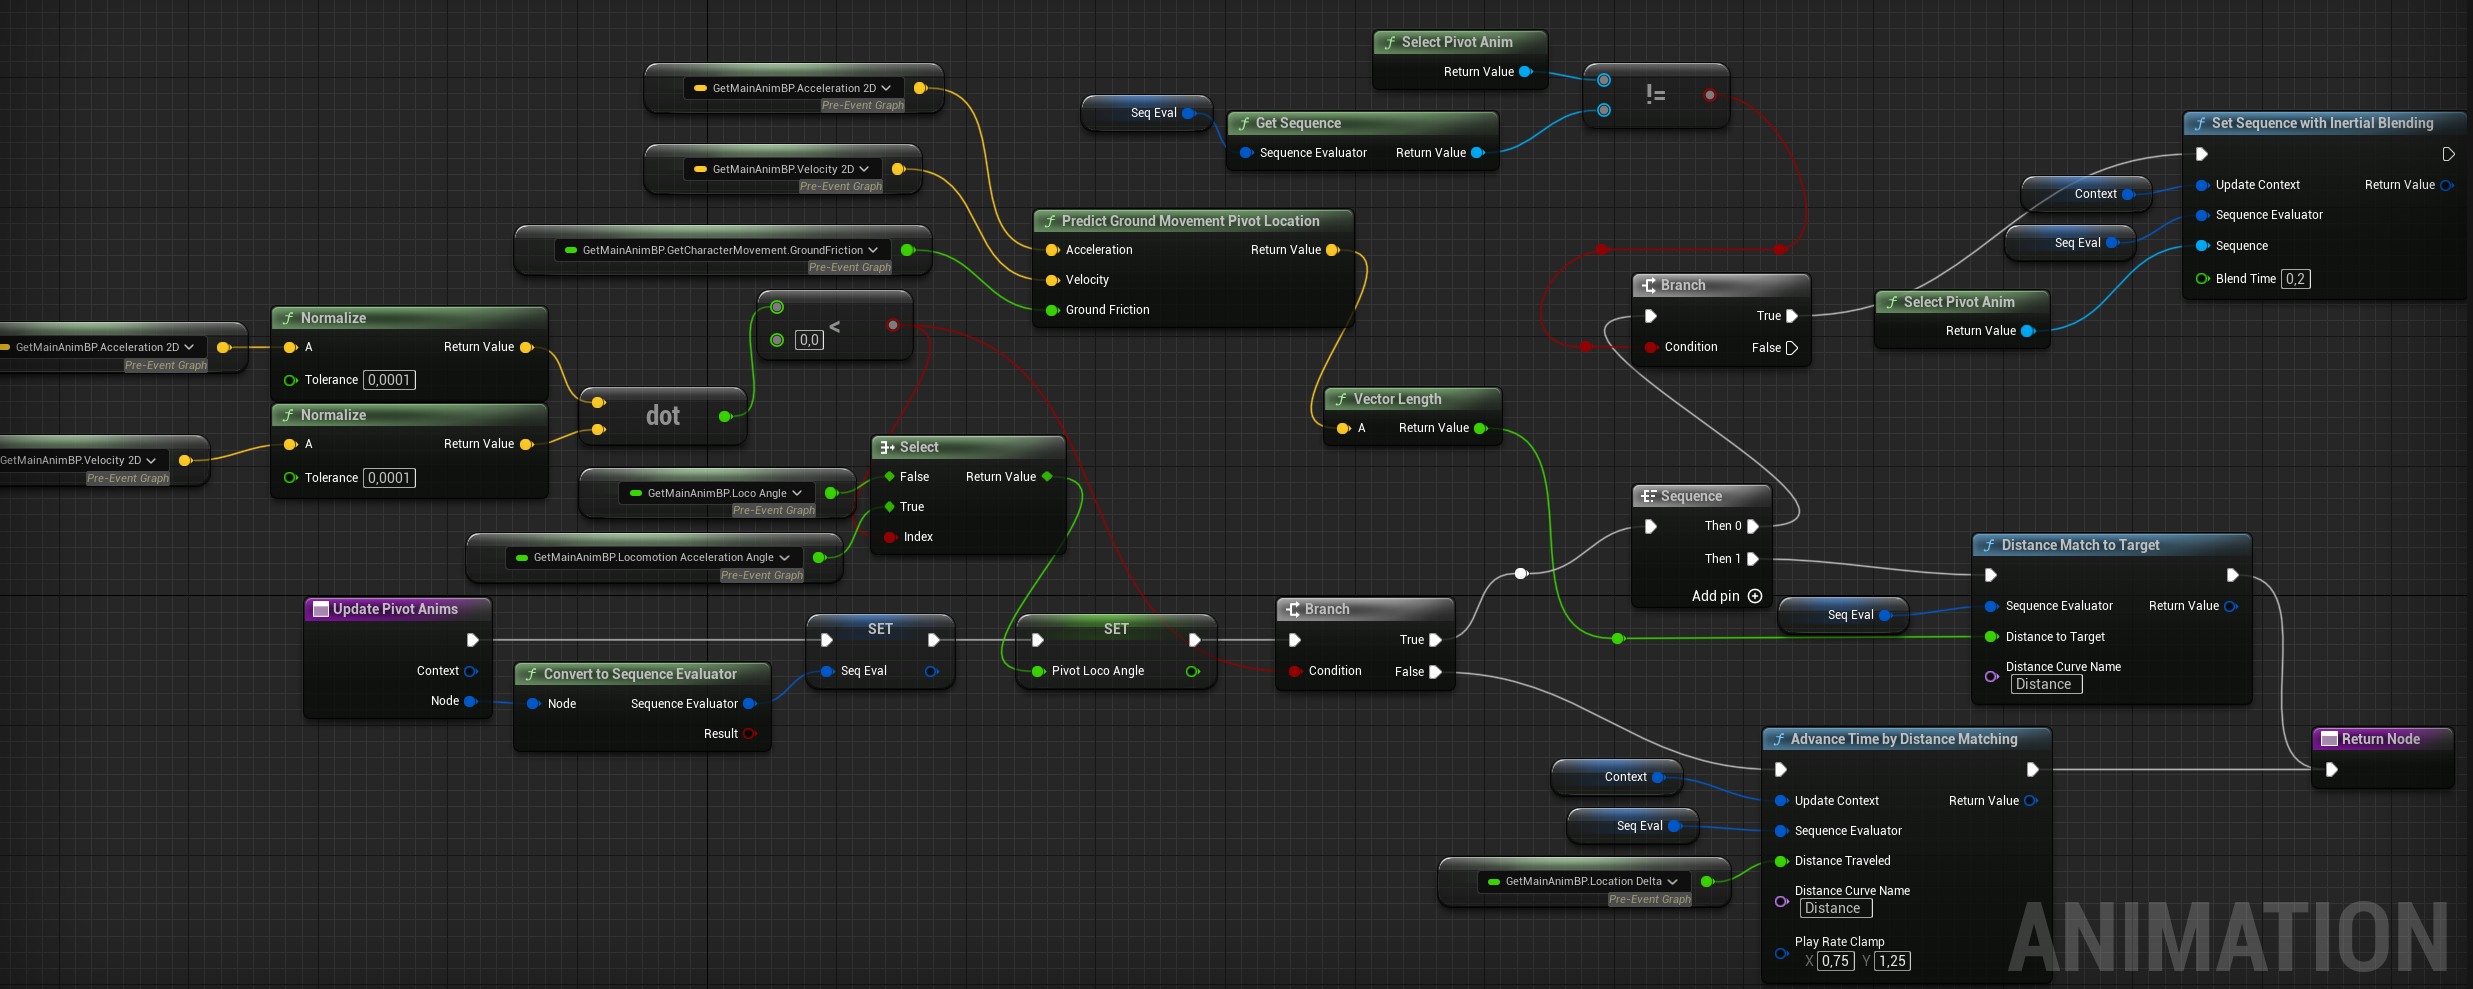 Select Pivot Anim
Return Value
GetMainAnimBP.Acceleration 2D
Pre-Event Graph
Seq Eval
!=
Get Sequence
Sequence Evaluator Return Value
Set Sequence with Inertial Blending
Update Context Return Value
Sequence Evaluator
Sequence
Blend Time 0,2
GetMainAnimBP.Velocity 2D
Pre-Event Graph
Context
Seq Eval
GetMainAnimBP.GetCharacterMovement.GroundFriction
Pre-Event Graph
Predict Ground Movement Pivot Location
Acceleration Return Value
Velocity
Ground Friction
Branch
True
Condition False
Select Pivot Anim
Return Value
<
0,0
Normalize
A Return Value
Tolerance 0,0001
GetMainAnimBP.Acceleration 2D
Pre-Event Graph
Normalize
A Return Value
Tolerance 0,0001
GetMainAnimBP.Velocity 2D
Pre-Event Graph
dot
Vector Length
A Return Value
Select
False Return Value
True
Index
GetMainAnimBP.Loco Angle
Pre-Event Graph
GetMainAnimBP.Locomotion Acceleration Angle
Pre-Event Graph
Sequence
Then 0
Then 1
Add pin
Distance Match to Target
Sequence Evaluator Return Value
Distance to Target
Distance Curve Name
Distance
Seq Eval
Update Pivot Anims
Context
Node
Convert to Sequence Evaluator
Node Sequence Evaluator
Result
SET
Seq Eval
SET
Pivot Loco Angle
Branch
True
Condition False
Advance Time by Distance Matching
Update Context Return Value
Sequence Evaluator
Distance Traveled
Distance Curve Name
Distance
Play Rate Clamp
X 0,75 Y 1,25
Context
Seq Eval
GetMainAnimBP.Location Delta
Pre-Event Graph
Return Node
ANIMATION